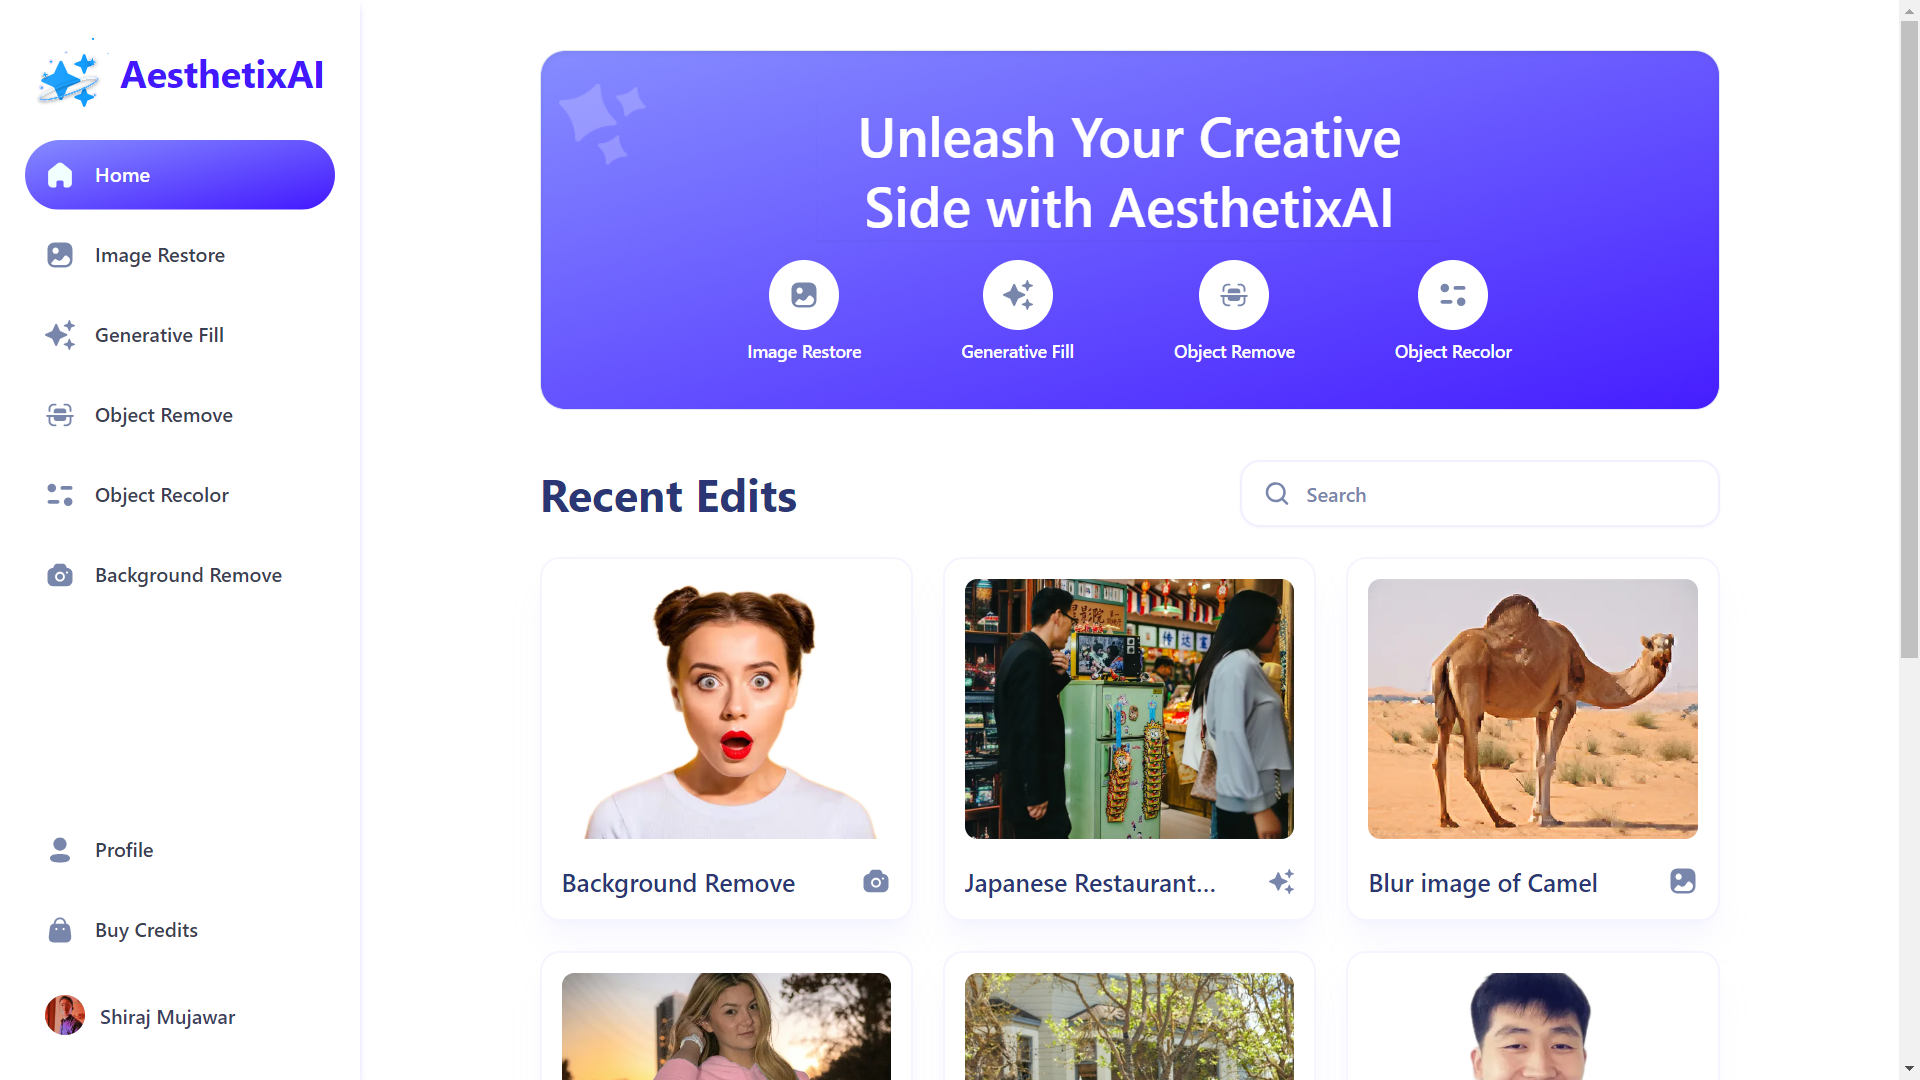 AesthetixAI
Home
Image Restore
Generative Fill
Object Remove
Object Recolor
Background Remove
Profile
Buy Credits
Shiraj Mujawar
Unleash Your Creative
Side with AesthetixAI
Image Restore
Generative Fill
Object Remove
Object Recolor
Recent Edits
Search
Background Remove
Japanese Restaurant...
Blur image of Camel